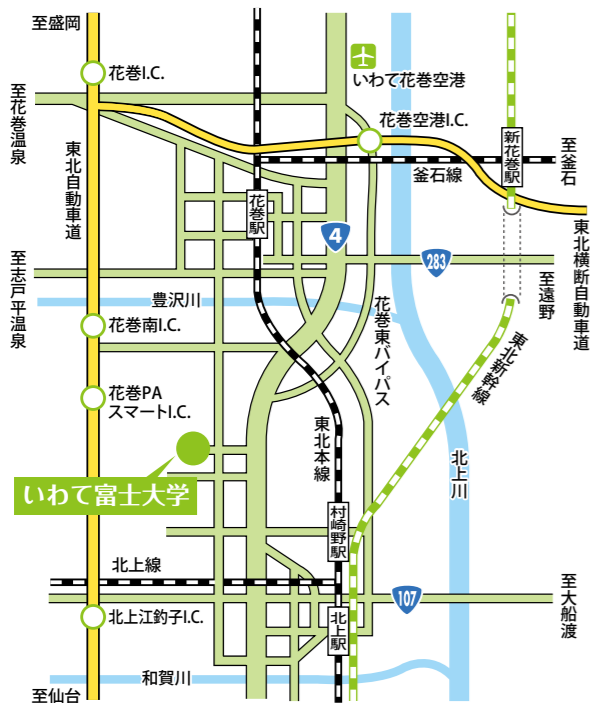 至盛岡
花巻I.C.
いわて花巻空港
至花巻温泉
花巻空港I.C.
新花巻駅
至釜石
釜石線
東北自動車道
花巻駅
4
283
東北横断自動車道
至志戸平温泉
至遠野
豊沢川
花巻東バイパス
花巻南I.C.
東北新幹線
花巻PA
スマートI.C.
東北本線
北上川
いわて富士大学
村崎野駅
北上線
107
至大船渡
北上江釣子I.C.
北上駅
和賀川
至仙台